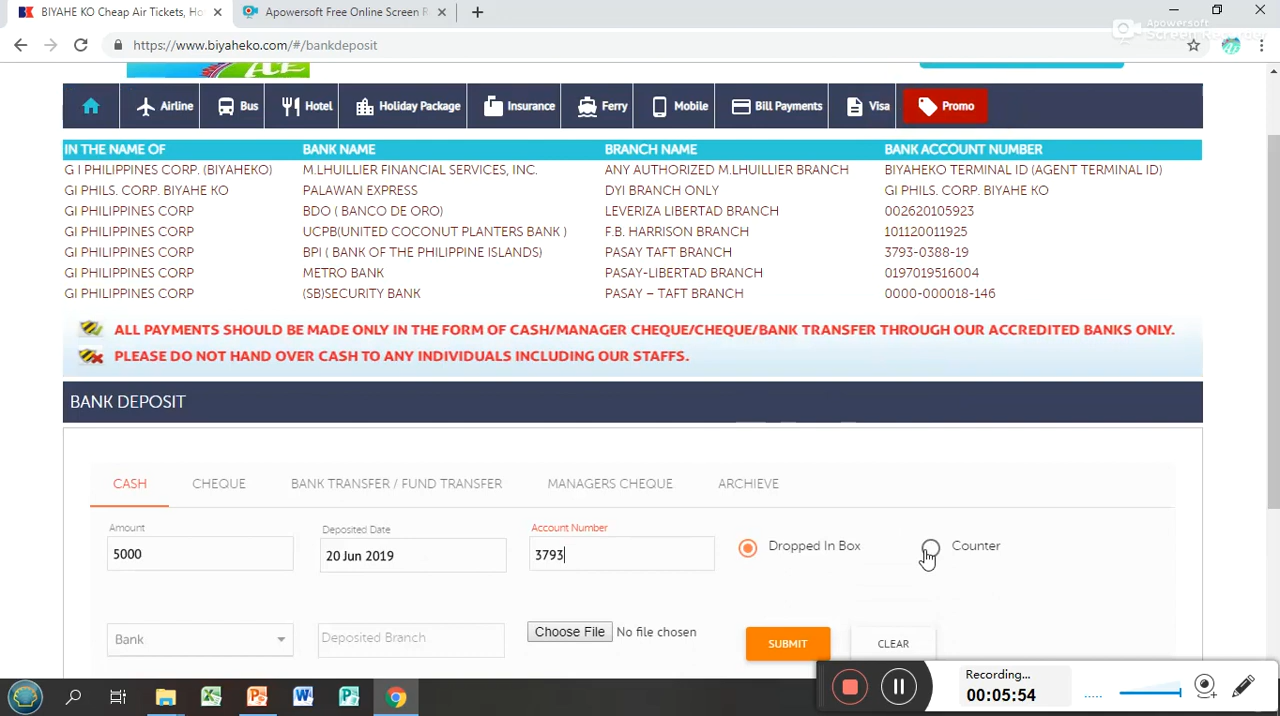 BIYAHE KO Cheap Air Tickets, Ho
Apowersoft Free Online Screen R
https://www.biyaheko.com/#/bankdeposit
Apowersoft
Screen Recorder
Airline
Bus
Hotel
Holiday Package
Insurance
Ferry
Mobile
Bill Payments
Visa
Promo
IN THE NAME OF BANK NAME BRANCH NAME BANK ACCOUNT NUMBER
G I PHILIPPINES CORP. (BIYAHEKO) M.LHUILLIER FINANCIAL SERVICES, INC. ANY AUTHORIZED M.LHUILLIER BRANCH BIYAHEKO TERMINAL ID (AGENT TERMINAL ID)
GI PHILS. CORP. BIYAHE KO PALAWAN EXPRESS DYI BRANCH ONLY GI PHILS. CORP. BIYAHE KO
GI PHILIPPINES CORP BDO ( BANCO DE ORO) LEVERIZA LIBERTAD BRANCH 002620105923
GI PHILIPPINES CORP UCPB(UNITED COCONUT PLANTERS BANK ) F.B. HARRISON BRANCH 101120011925
GI PHILIPPINES CORP BPI ( BANK OF THE PHILIPPINE ISLANDS) PASAY TAFT BRANCH 3793-0388-19
GI PHILIPPINES CORP METRO BANK PASAY-LIBERTAD BRANCH 0197019516004
GI PHILIPPINES CORP (SB)SECURITY BANK PASAY – TAFT BRANCH 0000-000018-146
ALL PAYMENTS SHOULD BE MADE ONLY IN THE FORM OF CASH/MANAGER CHEQUE/CHEQUE/BANK TRANSFER THROUGH OUR ACCREDITED BANKS ONLY.
PLEASE DO NOT HAND OVER CASH TO ANY INDIVIDUALS INCLUDING OUR STAFFS.
BANK DEPOSIT
CASH CHEQUE BANK TRANSFER / FUND TRANSFER MANAGERS CHEQUE ARCHIEVE
Amount Deposited Date Account Number
5000 20 Jun 2019 3793 Dropped In Box Counter
Bank Deposited Branch Choose File No file chosen SUBMIT CLEAR
Recording...
00:05:54